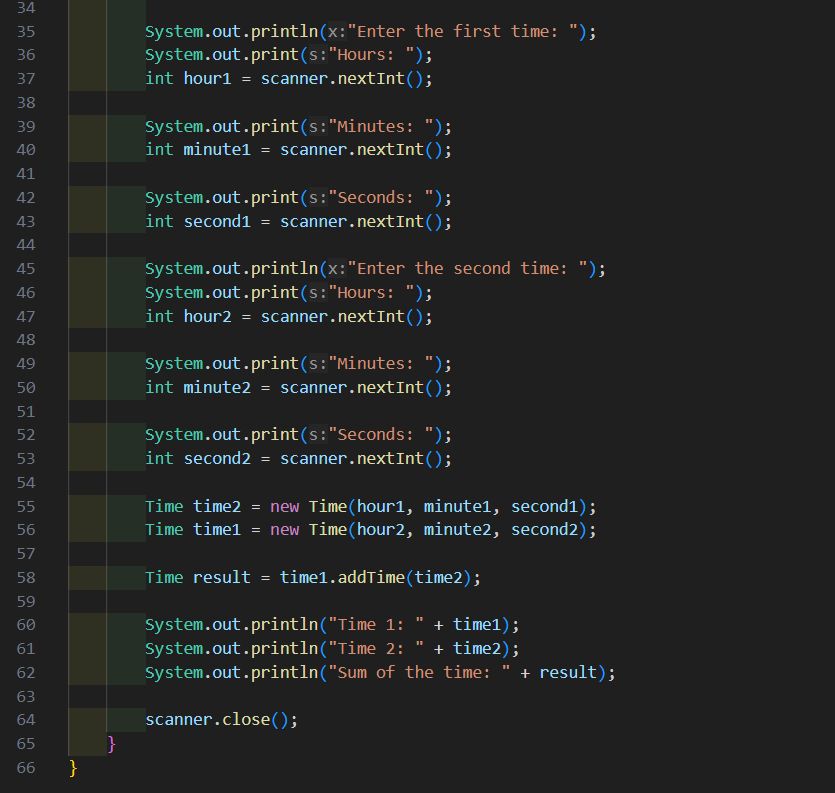 34
35 System.out.println(x:"Enter the first time: ");
36 System.out.print(s:"Hours: ");
37 int hour1 = scanner.nextInt();
38
39 System.out.print(s:"Minutes: ");
40 int minute1 = scanner.nextInt();
41
42 System.out.print(s:"Seconds: ");
43 int second1 = scanner.nextInt();
44
45 System.out.println(x:"Enter the second time: ");
46 System.out.print(s:"Hours: ");
47 int hour2 = scanner.nextInt();
48
49 System.out.print(s:"Minutes: ");
50 int minute2 = scanner.nextInt();
51
52 System.out.print(s:"Seconds: ");
53 int second2 = scanner.nextInt();
54
55 Time time2 = new Time(hour1, minute1, second1);
56 Time time1 = new Time(hour2, minute2, second2);
57
58 Time result = time1.addTime(time2);
59
60 System.out.println("Time 1: " + time1);
61 System.out.println("Time 2: " + time2);
62 System.out.println("Sum of the time: " + result);
63
64 scanner.close();
65 }
66 }